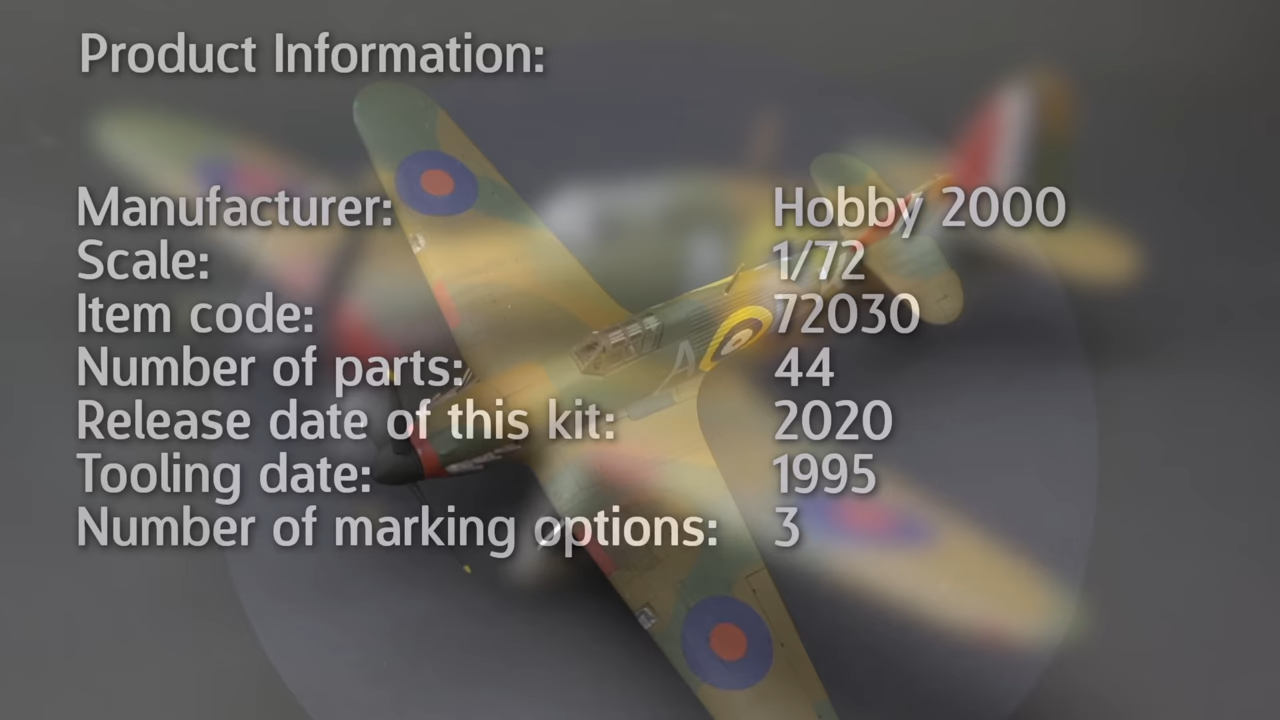 Product Information:
Manufacturer: Hobby 2000
Scale: 1/72
Item code: 72030
Number of parts: 44
Release date of this kit: 2020
Tooling date: 1995
Number of marking options: 3
A